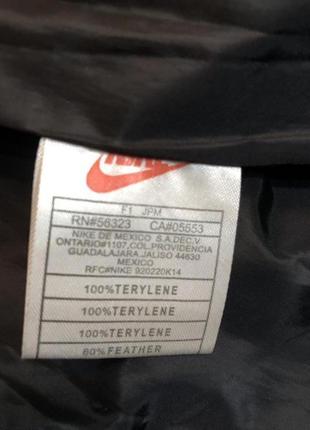 NIKE
F1 JPM
RN#56323 CA#05553
NIKE DE MEXICO S.A.DEC.V
ONTARIO#1107,COL.PROVIDENCIA
GUADALAJARA JALISO 44630
MEXICO
RFC#NIKE 920220K14
100%TERYLENE
100%TERYLENE
100%TERYLENE
80%FEATHER